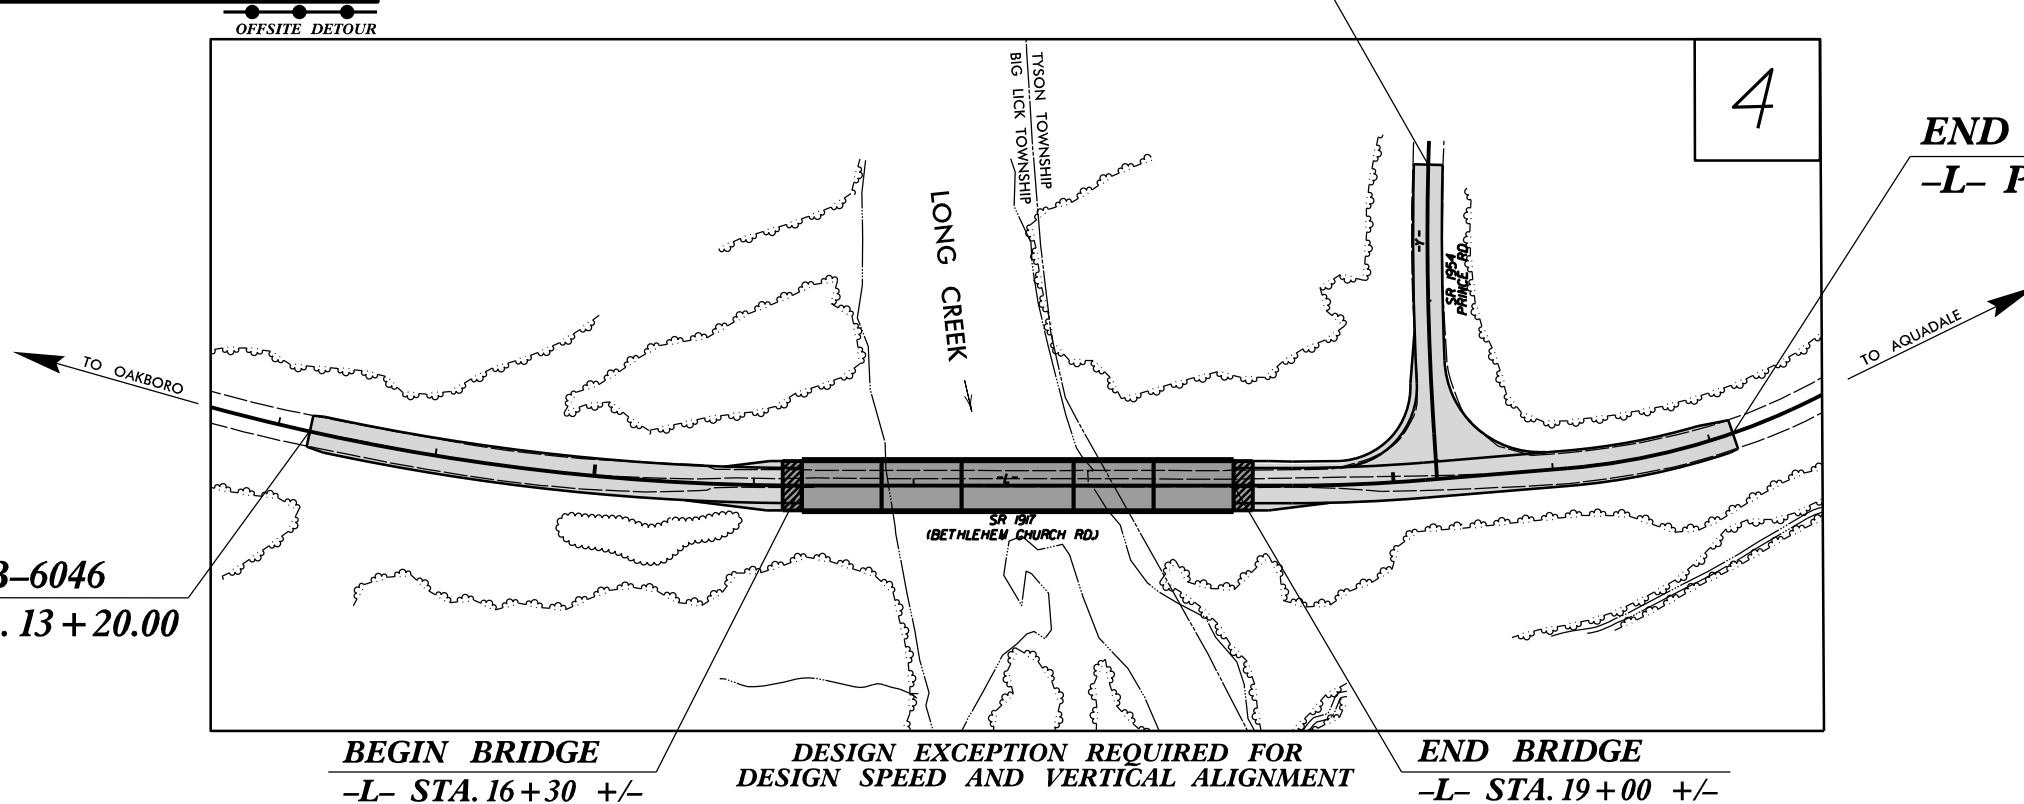 OFFSITE DETOUR
TYSON TOWNSHIP
BIG LICK TOWNSHIP
4
END
–L– P
LONG CREEK
-Y-
SR 1954
PRINCE RD.
TO OAKBORO
TO AQUADALE
-L-
SR 1917
(BETHLEHEM CHURCH RD.)
B–6046
. 13 + 20.00
BEGIN BRIDGE
–L– STA. 16 + 30 +/–
DESIGN EXCEPTION REQUIRED FOR
DESIGN SPEED AND VERTICAL ALIGNMENT
END BRIDGE
–L– STA. 19 + 00 +/–